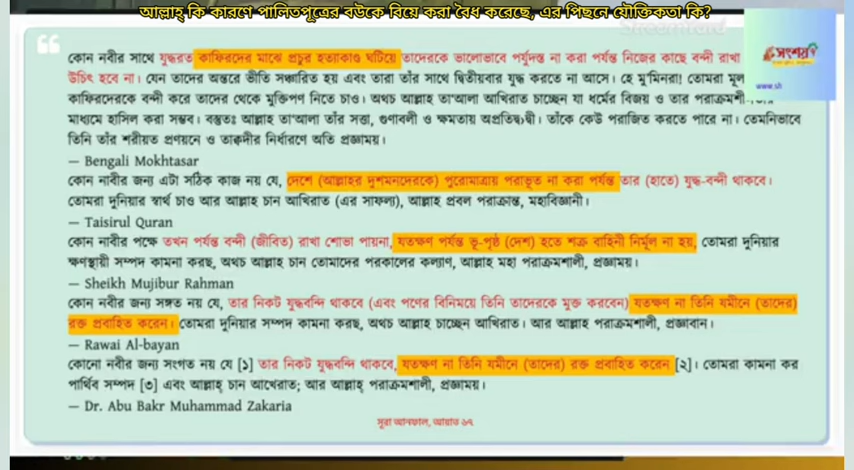 আল্লাহ্ কি কারণে পালিতপূত্রের বউকে বিয়ে করা বৈধ করেছে, এর পিছনে যৌক্তিকতা কি?
StreamYard
সংশয়
www.sh
কোন নবীর সাথে যুদ্ধরত কাফিরদের মাঝে প্রচুর হত্যাকাণ্ড ঘটিয়ে তাদেরকে ভালোভাবে পর্যুদস্ত না করা পর্যন্ত নিজের কাছে বন্দী রাখা
উচিৎ হবে না। যেন তাদের অন্তরে ভীতি সঞ্চারিত হয় এবং তারা তাঁর সাথে দ্বিতীয়বার যুদ্ধ করতে না আসে। হে মু'মিনরা! তোমরা মূল
কাফিরদেরকে বন্দী করে তাদের থেকে মুক্তিপণ নিতে চাও। অথচ আল্লাহ তা'আলা আখিরাত চাচ্ছেন যা ধর্মের বিজয় ও তার
মাধ্যমে হাসিল করা সম্ভব। বস্তুতঃ আল্লাহ তা'আলা তাঁর সত্তা, গুণাবলী ও ক্ষমতায় অপ্রতিদ্বন্দ্বী। তাঁকে কেউ পরাজিত করতে পারে না। তেমনিভাবে
তিনি তাঁর শরীয়ত প্রণয়নে ও তাক্বদীর নির্ধারণে অতি প্রজ্ঞাময়।
— Bengali Mokhtasar
কোন নাবীর জন্য এটা সঠিক কাজ নয় যে, দেশে (আল্লাহর দুশমনদেরকে) পুরোমাত্রায় পরাভূত না করা পর্যন্ত তার (হাতে) যুদ্ধ-বন্দী থাকবে।
তোমরা দুনিয়ার স্বার্থ চাও আর আল্লাহ চান আখিরাত (এর সাফল্য), আল্লাহ প্রবল পরাক্রান্ত, মহাবিজ্ঞানী।
— Taisirul Quran
কোন নাবীর পক্ষে তখন পর্যন্ত বন্দী (জীবিত) রাখা শোভা পায়না, যতক্ষণ পর্যন্ত ভূ-পৃষ্ঠ (দেশ) হতে শত্রু বাহিনী নির্মূল না হয়, তোমরা দুনিয়ার
ক্ষণস্থায়ী সম্পদ কামনা করছ, অথচ আল্লাহ চান তোমাদের পরকালের কল্যাণ, আল্লাহ মহা পরাক্রমশালী, প্রজ্ঞাময়।
— Sheikh Mujibur Rahman
কোন নবীর জন্য সঙ্গত নয় যে, তার নিকট যুদ্ধবন্দি থাকবে (এবং পণের বিনিময়ে তিনি তাদেরকে মুক্ত করবেন) যতক্ষণ না তিনি যমীনে (তাদের)
রক্ত প্রবাহিত করেন। তোমরা দুনিয়ার সম্পদ কামনা করছ, অথচ আল্লাহ চাচ্ছেন আখিরাত। আর আল্লাহ পরাক্রমশালী, প্রজ্ঞাবান।
— Rawai Al-bayan
কোনো নবীর জন্য সংগত নয় যে [১] তার নিকট যুদ্ধবন্দি থাকবে, যতক্ষণ না তিনি যমীনে (তাদের) রক্ত প্রবাহিত করেন [২]। তোমরা কামনা কর
পার্থিব সম্পদ [৩] এবং আল্লাহ্ চান আখেরাত; আর আল্লাহ্ পরাক্রমশালী, প্রজ্ঞাময়।
— Dr. Abu Bakr Muhammad Zakaria
সূরা আনফাল, আয়াত ৬৭